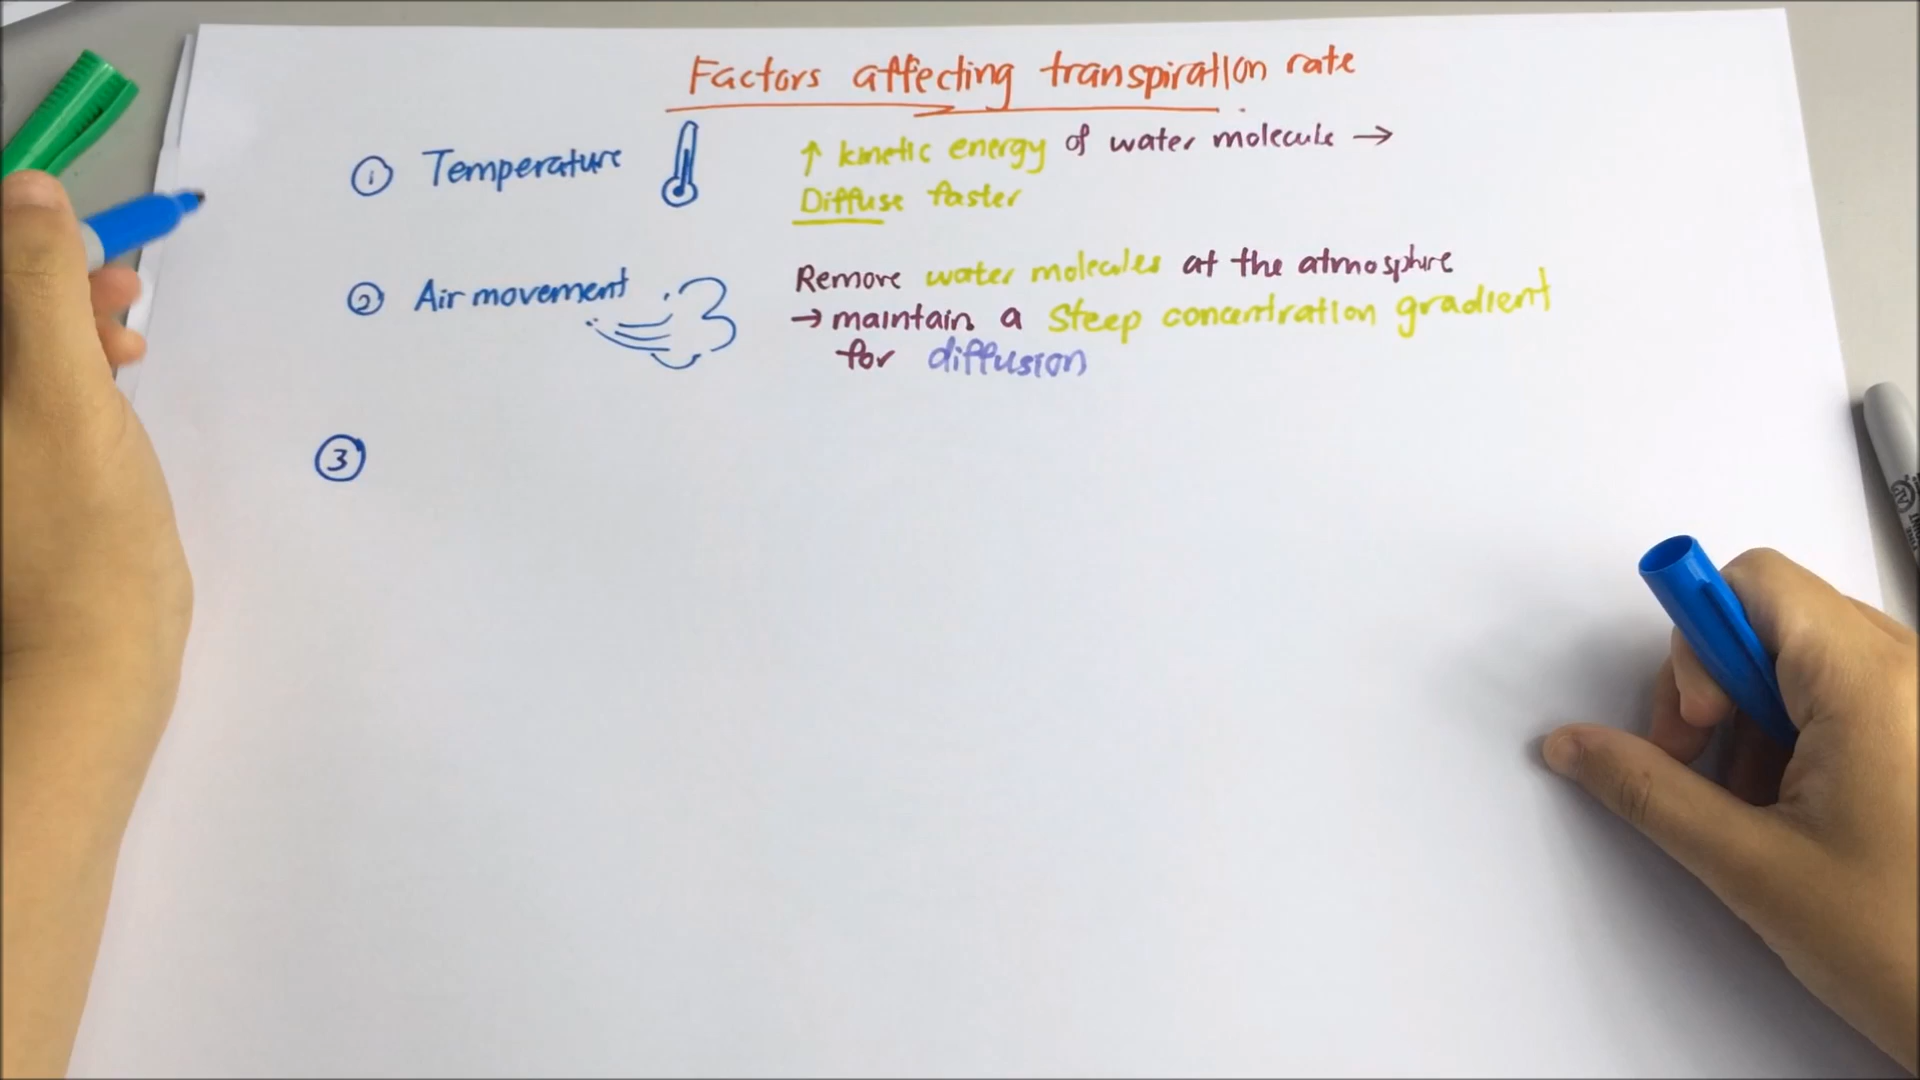 Factors affecting transpiration rate
① Temperature
↑ kinetic energy of water molecule →
Diffuse faster
② Air movement
Remove water molecules at the atmosphire
→ maintain a steep concentration gradient
for diffusion
③